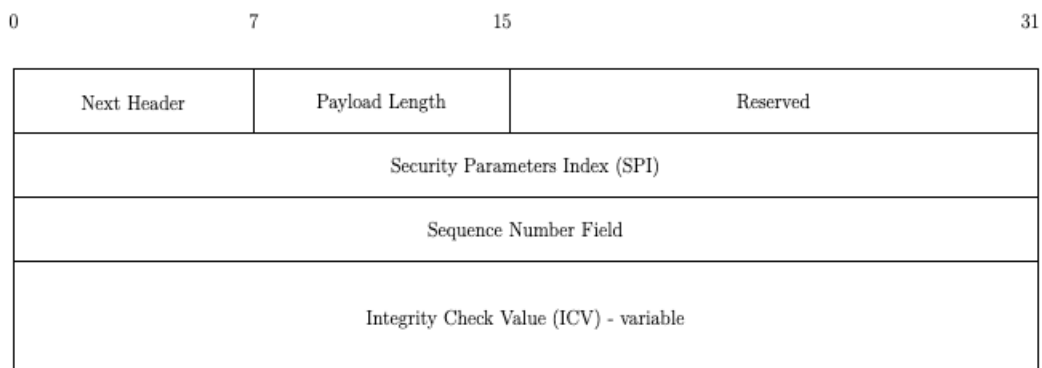 0 7 15 31
Next Header Payload Length Reserved
Security Parameters Index (SPI)
Sequence Number Field
Integrity Check Value (ICV) - variable